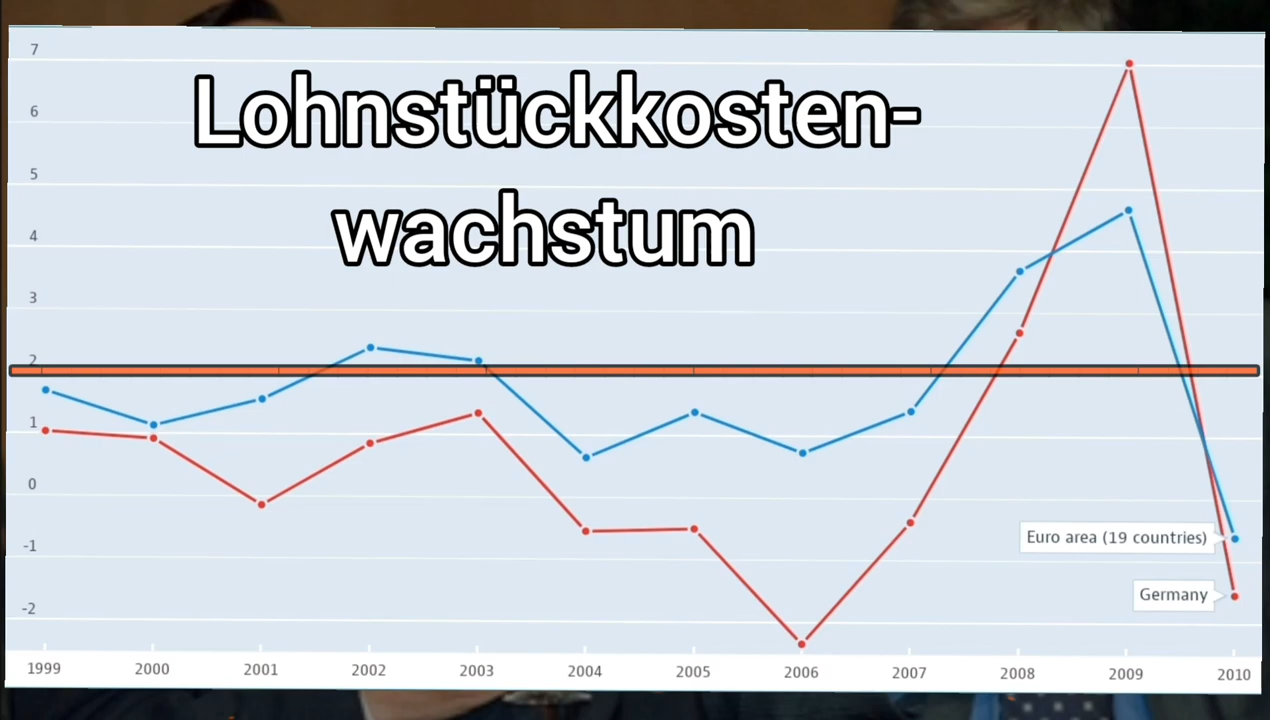 Lohnstückkosten-
wachstum
7
6
5
4
3
2
1
0
-1
-2
Euro area (19 countries)
Germany
1999 2000 2001 2002 2003 2004 2005 2006 2007 2008 2009 2010